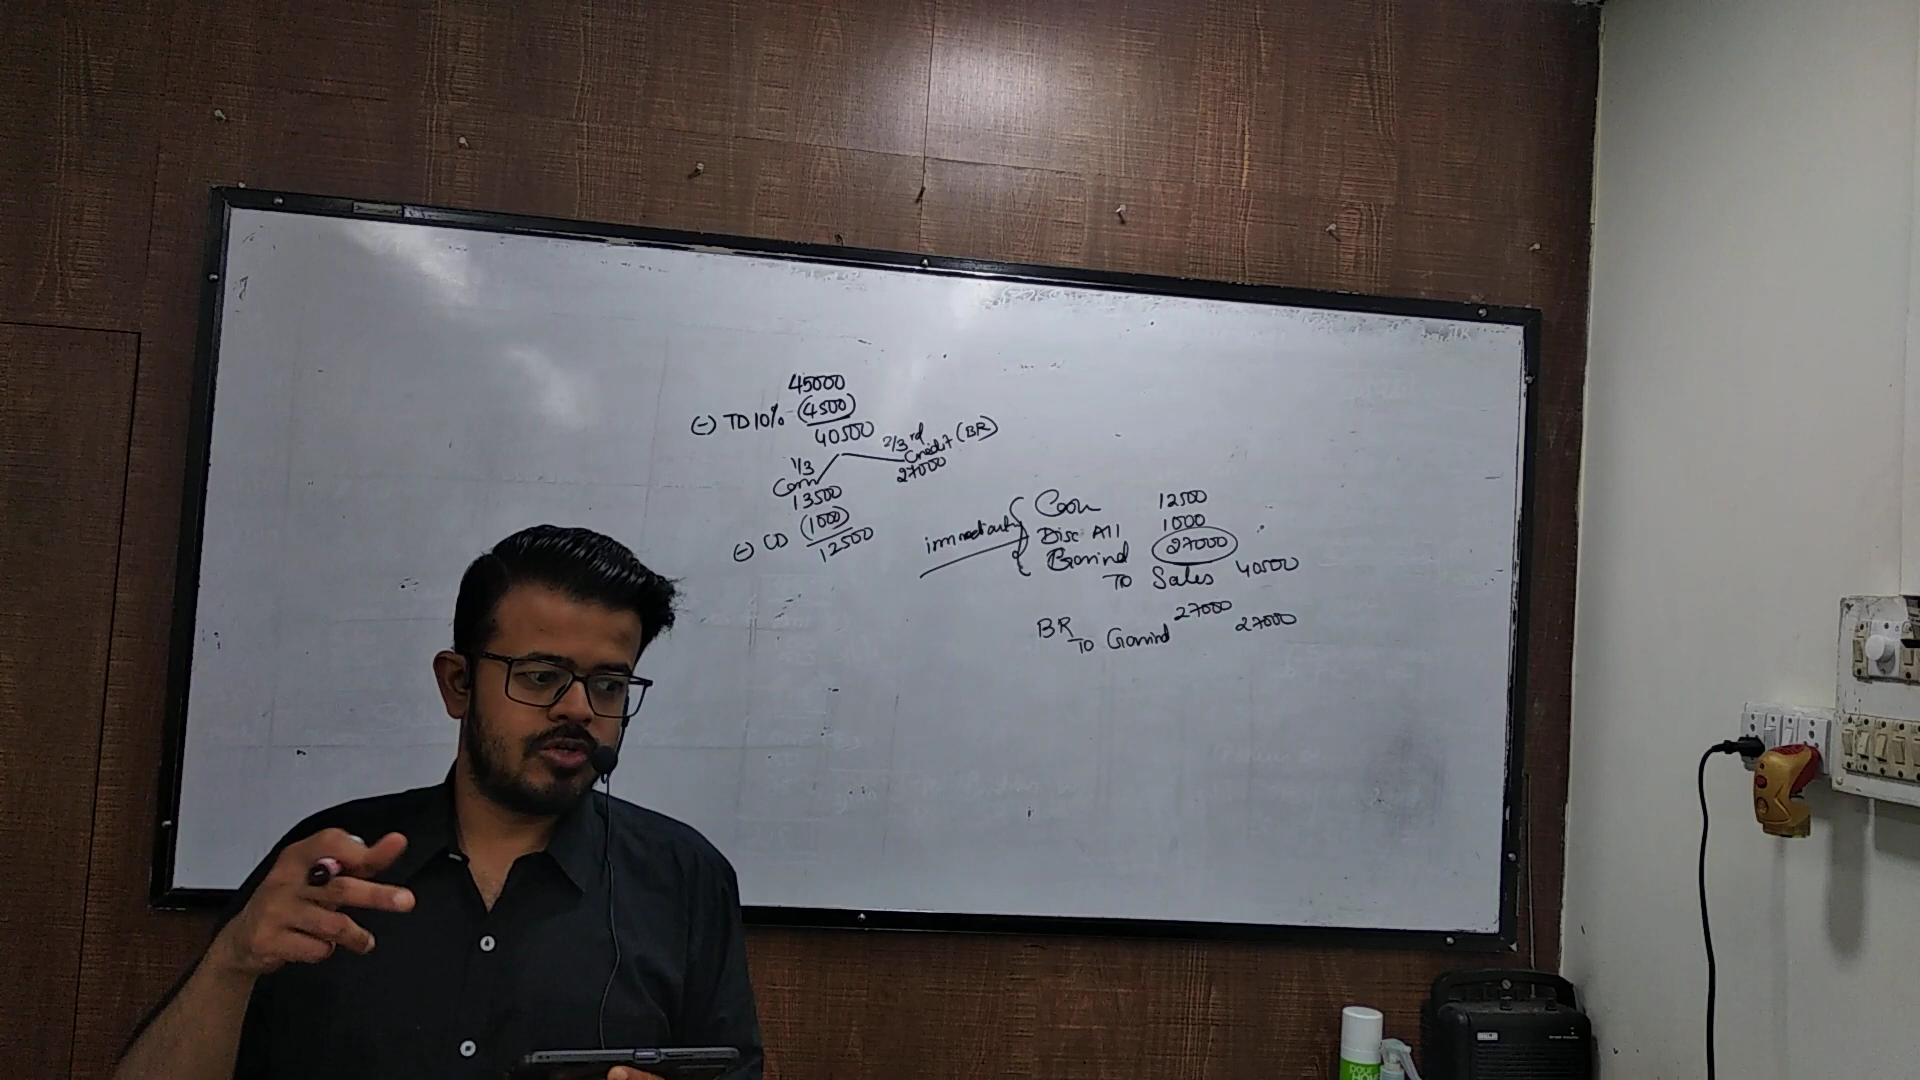 45000
(-) TD 10% (4500)
40500
1/3
Cash
13500
(-) CD (1000)
12500
2/3rd
Credit (BR)
27000
immediately
Cash 12500
Disc All 1000
Govind 27000
To Sales 40500
BR 27000
To Govind 27000